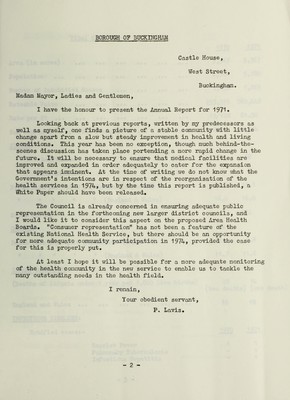 BOROUGH OF BUCKINGHAM
Castle House,
West Street,
Buckingham.
Madam Mayor, Ladies and Gentlemen,
I have the honour to present the Annual Report for 1971.
Looking back at previous reports, written by my predecessors as
well as myself, one finds a picture of a stable community with little
change apart from a slow but steady improvement in health and living
conditions. This year has been no exception, though much behind-the-
scenes discussion has taken place portending a more rapid change in the
future. It will be necessary to ensure that medical facilities are
improved and expanded in order adequately to cater for the expansion
that appears imminent. At the time of writing we do not know what the
Government's intentions are in respect of the reorganisation of the
health services in 1974, but by the time this report is published, a
White Paper should have been released.
The Council is already concerned in ensuring adequate public
representation in the forthcoming new larger district councils, and
I would like it to consider this aspect on the proposed Area Health
Boards. "Consumer representation" has not been a feature of the
existing National Health Service, but there should be an opportunity
for more adequate community participation in 1974, provided the case
for this is properly put.
At least I hope it will be possible for a more adequate monitoring
of the health community in the new service to enable us to tackle the
many outstanding needs in the health field.
I remain,
Your obedient servant,
P. Lavis.
- 2 -